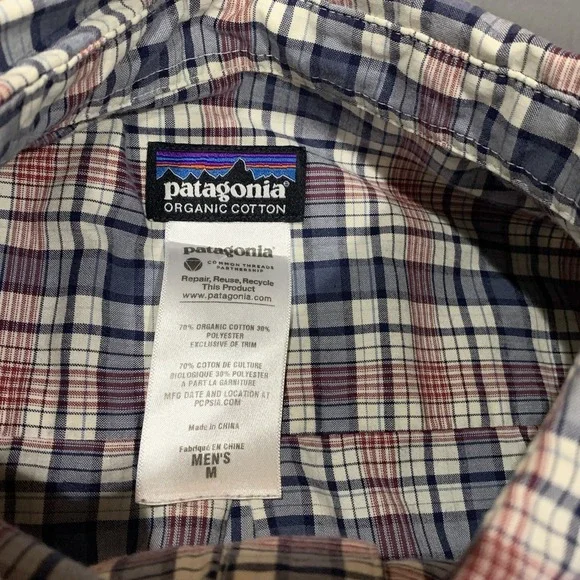 patagonia®
ORGANIC COTTON
patagonia®
COMMON THREADS
PARTNERSHIP
Repair, Reuse, Recycle
This Product
www.patagonia.com
70% ORGANIC COTTON 30%
POLYESTER
EXCLUSIVE OF TRIM
70% COTON DE CULTURE
BIOLOGIQUE 30% POLYESTER
A PART LA GARNITURE
MFG DATE AND LOCATION AT
PCPSIA.COM
Made in CHINA
Fabriqué EN CHINE
MEN'S
M